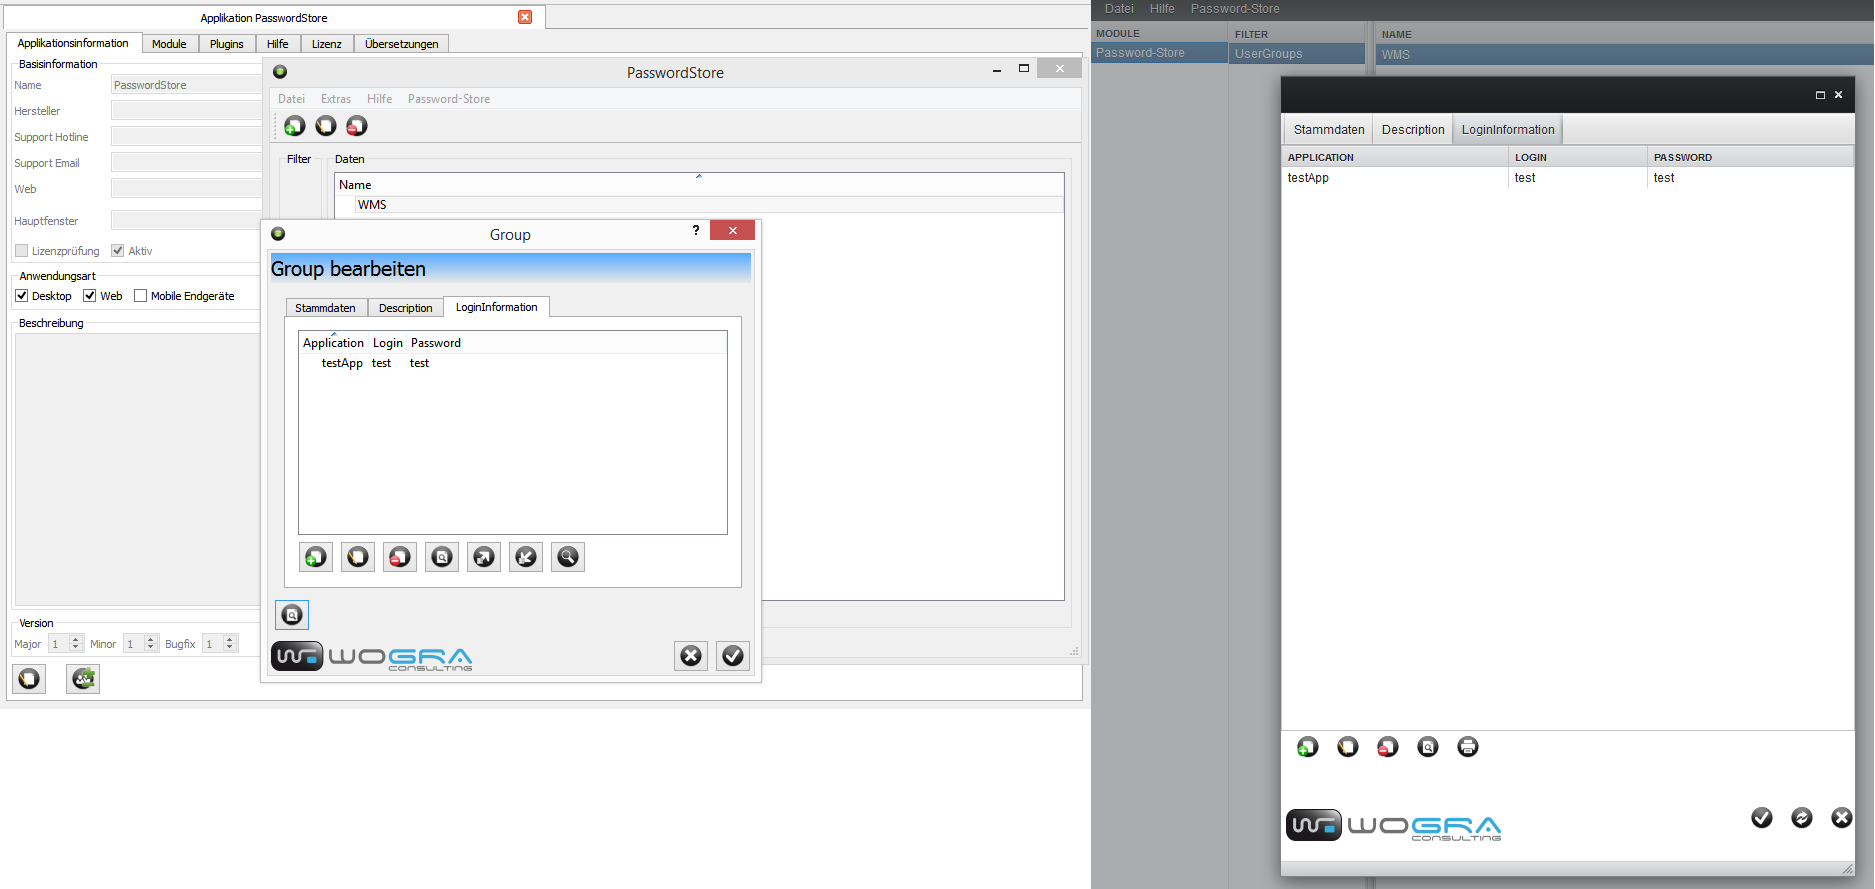 Applikation PasswordStore
Applikationsinformation Module Plugins Hilfe Lizenz Übersetzungen
Basisinformation
Name PasswordStore
Hersteller
Support Hotline
Support Email
Web
Hauptfenster
Lizenzprüfung Aktiv
Anwendungsart
Desktop Web Mobile Endgeräte
Beschreibung
Version
Major 1 Minor 1 Bugfix 1
PasswordStore
Datei Extras Hilfe Password-Store
Filter Daten
Name
WMS
Group
?
Group bearbeiten
Stammdaten Description LoginInformation
Application Login Password
testApp test test
WOGRA
CONSULTING
Datei Hilfe Password-Store
MODULE FILTER NAME
Password-Store UserGroups WMS
Stammdaten Description LoginInformation
APPLICATION LOGIN PASSWORD
testApp test test
WOGRA
CONSULTING